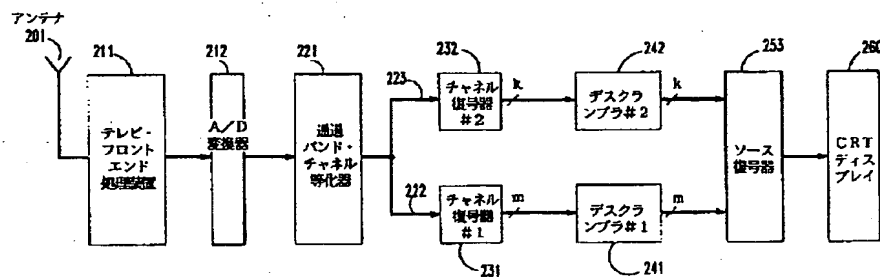 アンテナ
201
211
212
221
232
242
253
260
テレビ・
フロント
エンド
処理装置
A/D
変換器
通過
バンド・
チャネル
等化器
223
222
チャネル
復号器
#2
k
デスクラ
ンブラ#2
k
チャネル
復号器
#1
m
デスクラ
ンブラ#1
m
231
241
ソース
復号器
CRT
ディス
プレイ